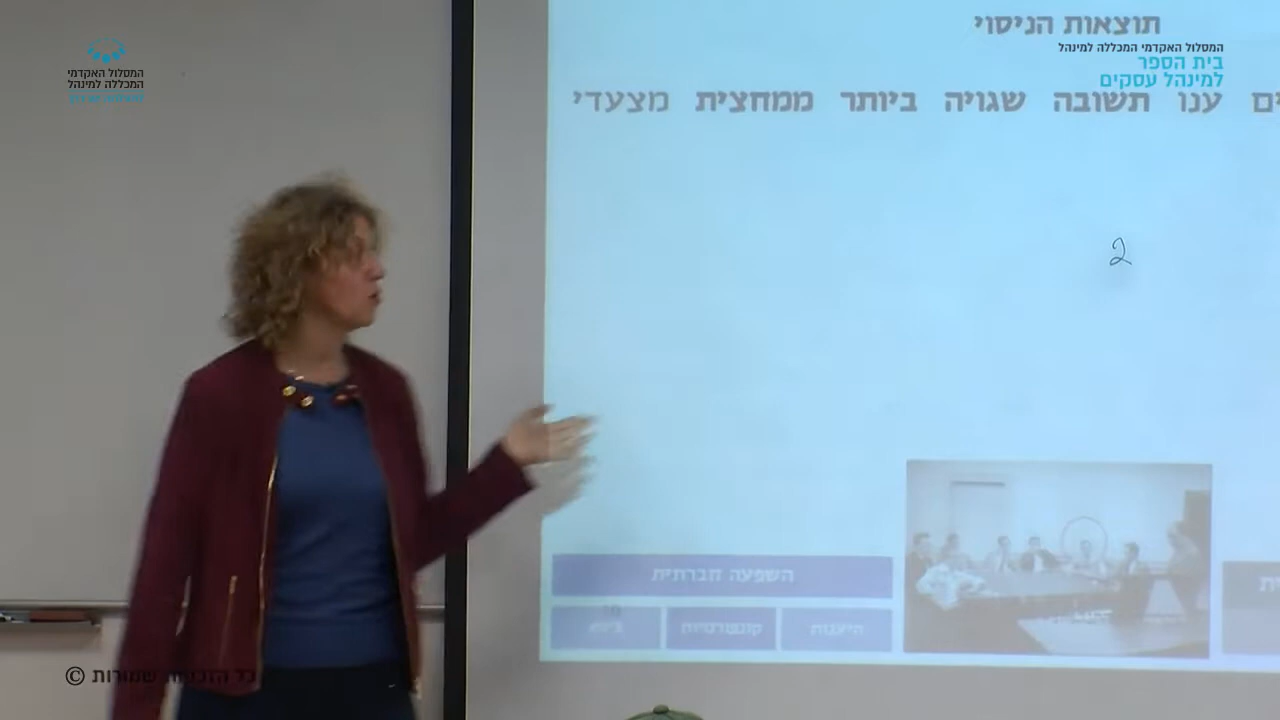 תוצאות הניסוי
המסלול האקדמי המכללה למינהל
בית הספר
למינהל עסקים
ענו תשובה שגויה ביותר ממחצית מצעדי
2
המסלול האקדמי
המכללה למינהל
השפעה חברתית
היענות
קונפורמיות
© כל הזכויות שמורות